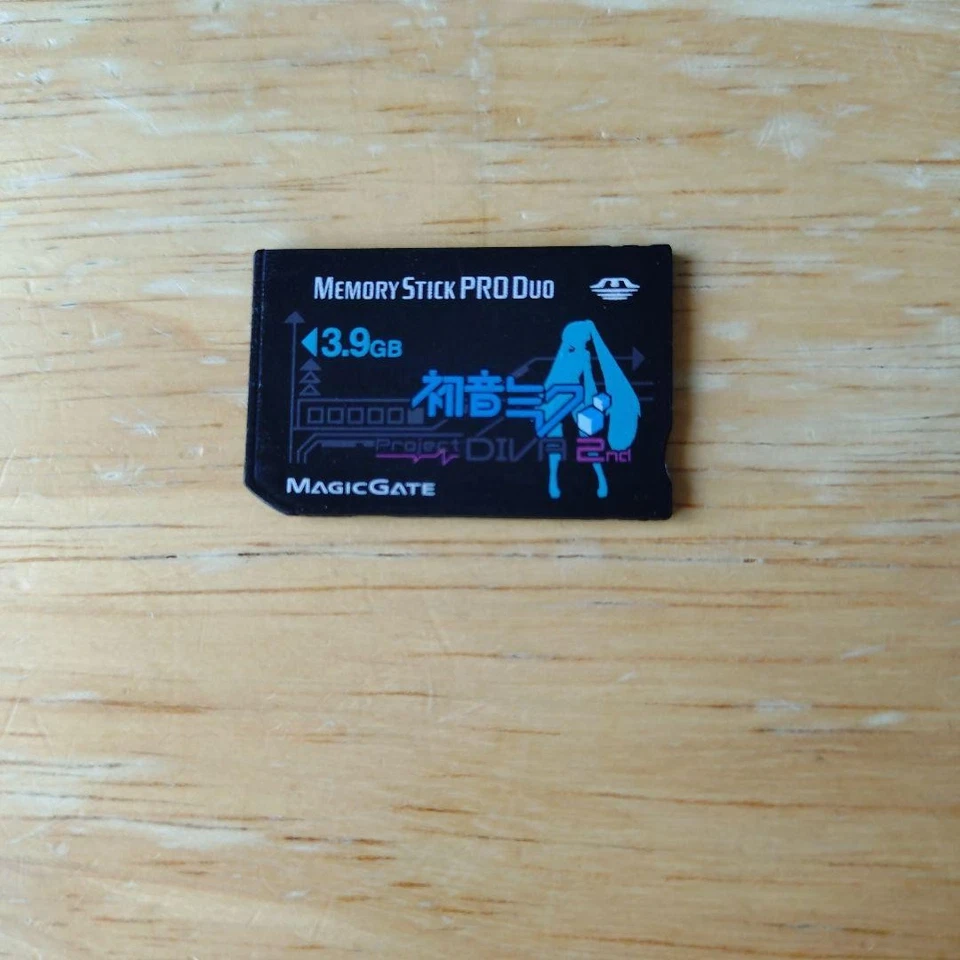 MEMORY STICK PRO DUO
3.9GB
初音ミク
Project DIVA 2nd
MAGICGATE